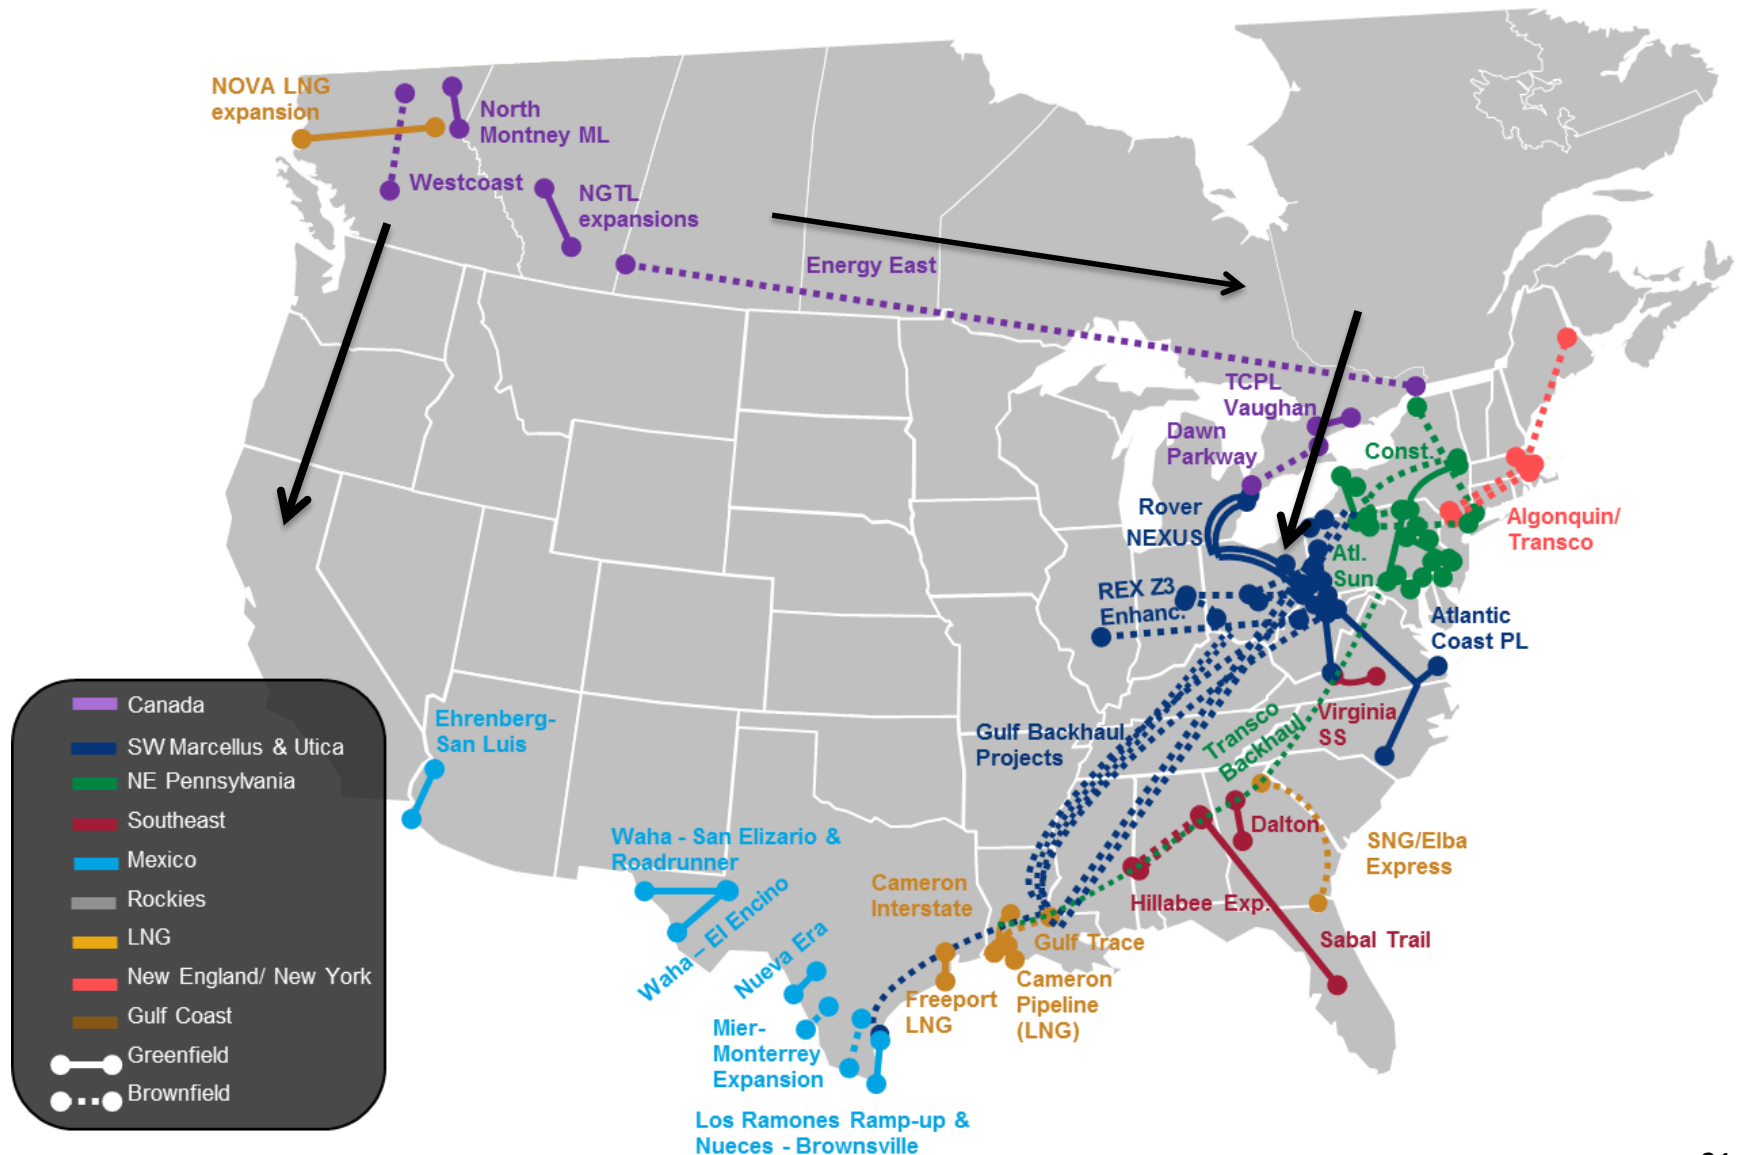 NOVA LNG
expansion
North
Montney ML
Westcoast
NGTL
expansions
Energy East
TCPL
Vaughan
Dawn
Parkway
Const.
Rover
NEXUS
Algonquin/
Transco
Atl.
Sun
REX Z3
Enhanc.
Atlantic
Coast PL
Virginia
SS
Transco
Backhaul
Gulf Backhaul
Projects
Ehrenberg-
San Luis
Canada
SW Marcellus & Utica
NE Pennsylvania
Southeast
Mexico
Rockies
LNG
New England/ New York
Gulf Coast
Greenfield
Brownfield
Waha - San Elizario &
Roadrunner
Waha – El Encino
Nueva Era
Mier-
Monterrey
Expansion
Los Ramones Ramp-up &
Nueces - Brownsville
Cameron
Interstate
Freeport
LNG
Gulf Trace
Cameron
Pipeline
(LNG)
Dalton
Hillabee Exp.
SNG/Elba
Express
Sabal Trail